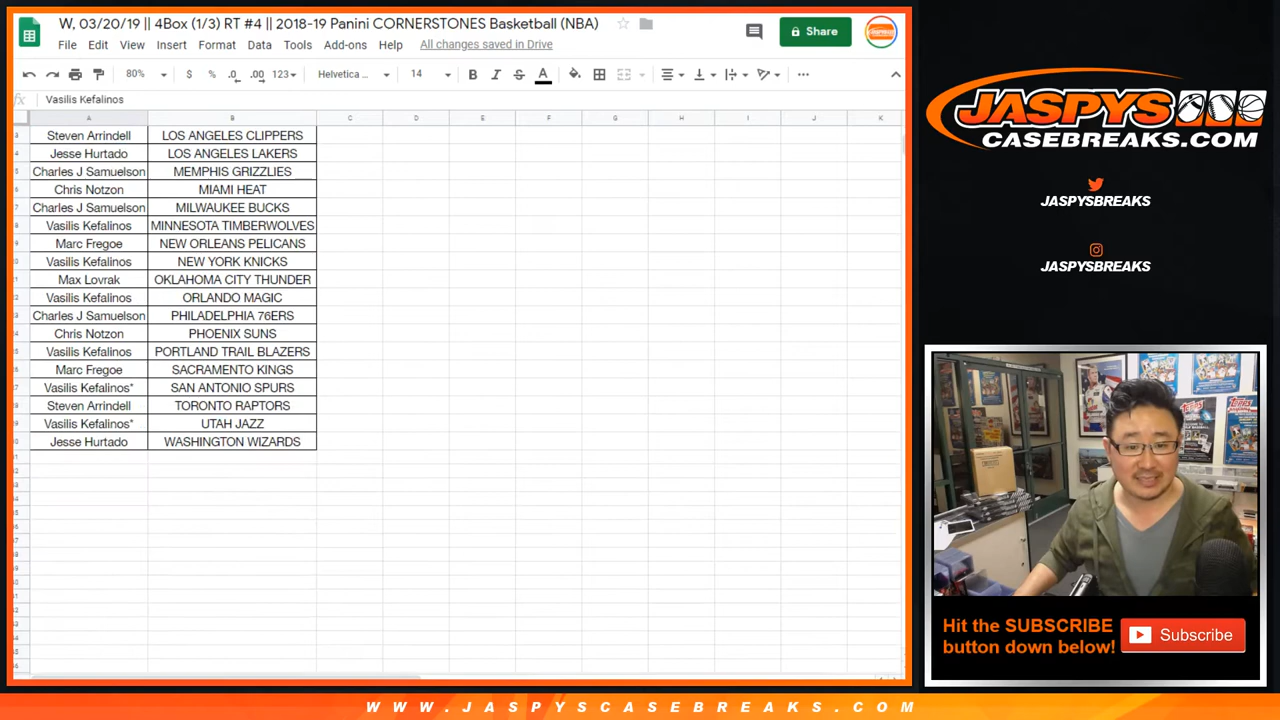 W, 03/20/19 || 4Box (1/3) RT #4 || 2018-19 Panini CORNERSTONES Basketball (NBA)
File Edit View Insert Format Data Tools Add-ons Help All changes saved in Drive
Share
80% $ % .0 .00 123 Helvetica ... 14 B I S A
fx Vasilis Kefalinos
A B C D E F G H I J K
Steven Arrindell LOS ANGELES CLIPPERS
Jesse Hurtado LOS ANGELES LAKERS
Charles J Samuelson MEMPHIS GRIZZLIES
Chris Notzon MIAMI HEAT
Charles J Samuelson MILWAUKEE BUCKS
Vasilis Kefalinos MINNESOTA TIMBERWOLVES
Marc Fregoe NEW ORLEANS PELICANS
Vasilis Kefalinos NEW YORK KNICKS
Max Lovrak OKLAHOMA CITY THUNDER
Vasilis Kefalinos ORLANDO MAGIC
Charles J Samuelson PHILADELPHIA 76ERS
Chris Notzon PHOENIX SUNS
Vasilis Kefalinos PORTLAND TRAIL BLAZERS
Marc Fregoe SACRAMENTO KINGS
Vasilis Kefalinos* SAN ANTONIO SPURS
Steven Arrindell TORONTO RAPTORS
Vasilis Kefalinos* UTAH JAZZ
Jesse Hurtado WASHINGTON WIZARDS
JASPYS
CASEBREAKS.COM
JASPYSBREAKS
JASPYSBREAKS
Hit the SUBSCRIBE
button down below!
Subscribe
WWW.JASPYSCASEBREAKS.COM